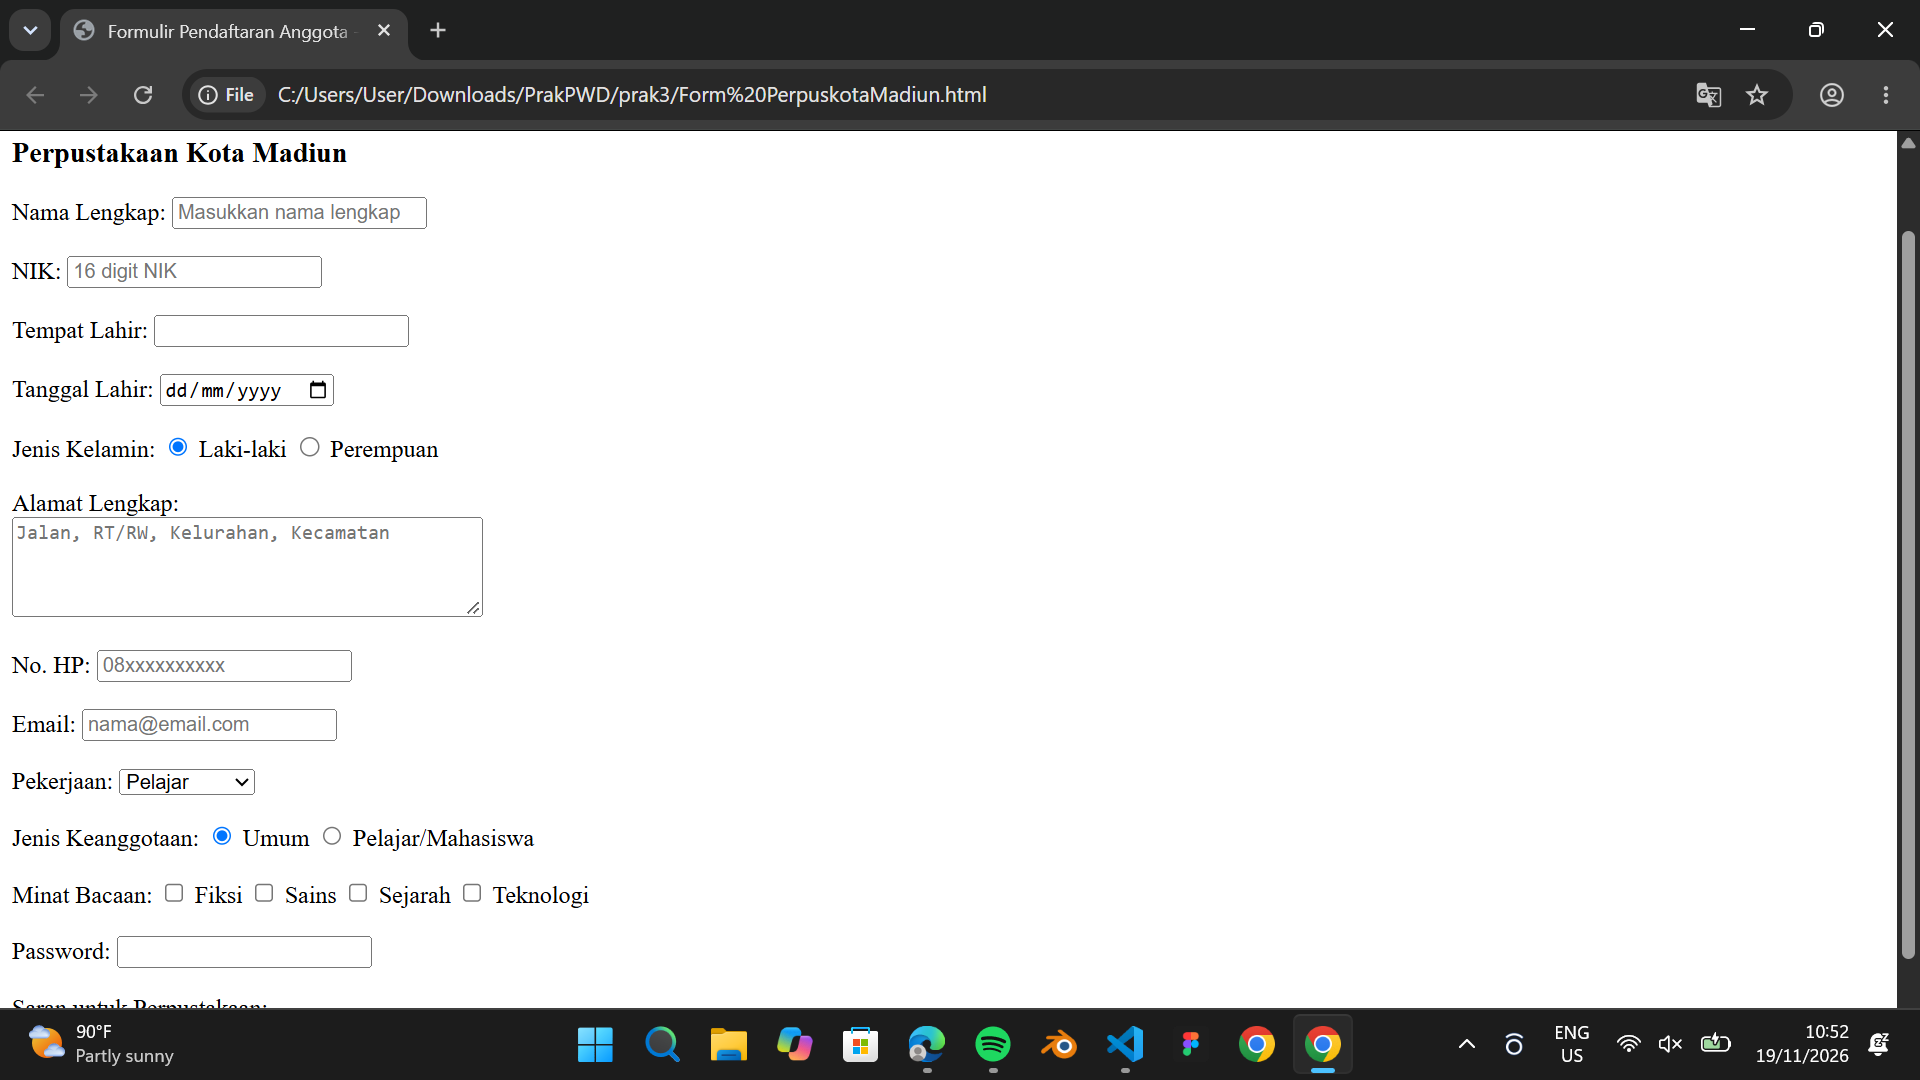 Formulir Pendaftaran Anggota -
File
C:/Users/User/Downloads/PrakPWD/prak3/Form%20PerpuskotaMadiun.html
Perpustakaan Kota Madiun
Nama Lengkap: Masukkan nama lengkap
NIK: 16 digit NIK
Tempat Lahir:
Tanggal Lahir: dd/mm/yyyy
Jenis Kelamin: Laki-laki Perempuan
Alamat Lengkap:
Jalan, RT/RW, Kelurahan, Kecamatan
No. HP: 08xxxxxxxxxx
Email: nama@email.com
Pekerjaan: Pelajar
Jenis Keanggotaan: Umum Pelajar/Mahasiswa
Minat Bacaan: Fiksi Sains Sejarah Teknologi
Password:
Saran untuk Perpustakaan:
90°F
Partly sunny
ENG
US
10:52
19/11/2026